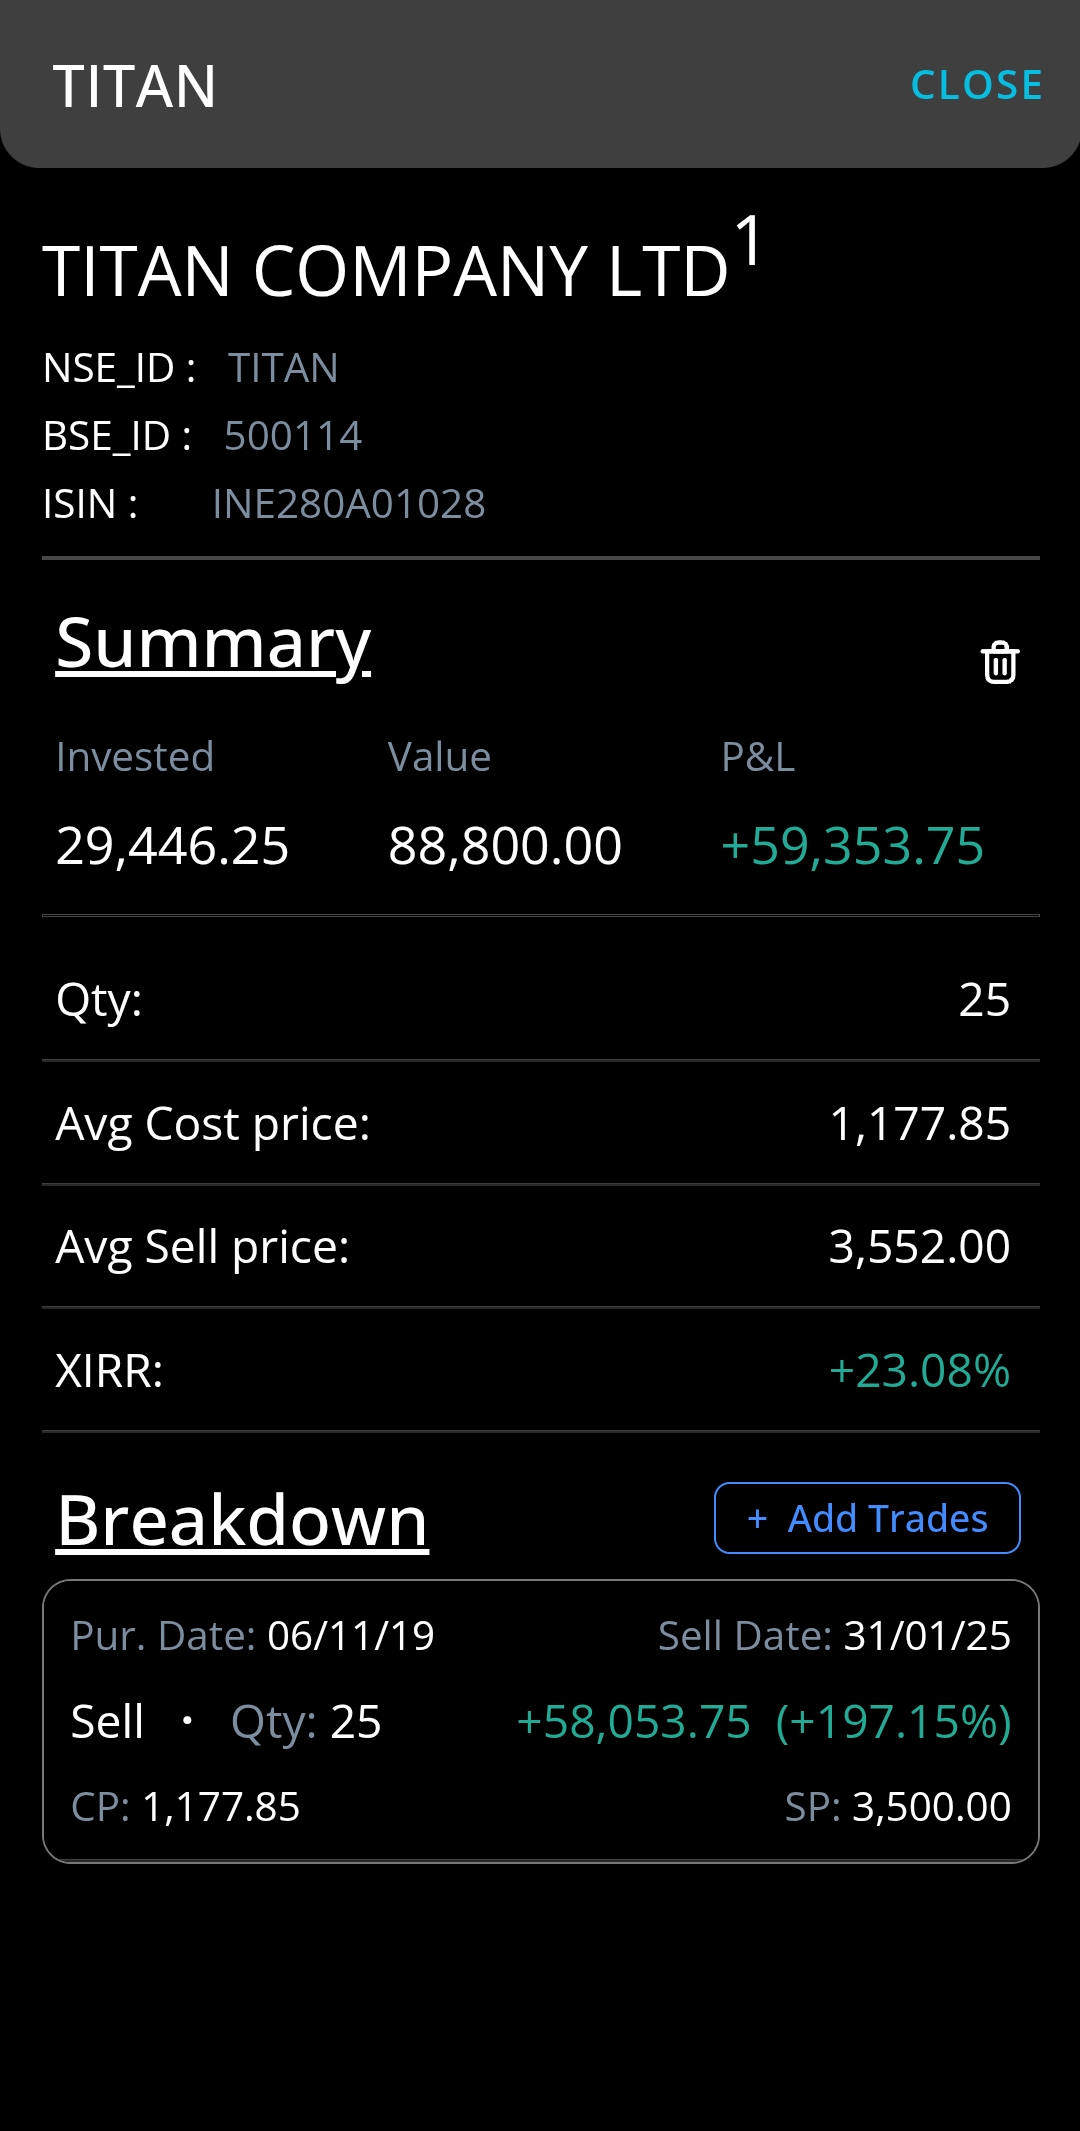 TITAN CLOSE
TITAN COMPANY LTD1
NSE_ID : TITAN
BSE_ID : 500114
ISIN : INE280A01028
Summary
Invested Value P&L
29,446.25 88,800.00 +59,353.75
Qty: 25
Avg Cost price: 1,177.85
Avg Sell price: 3,552.00
XIRR: +23.08%
Breakdown + Add Trades
Pur. Date: 06/11/19 Sell Date: 31/01/25
Sell · Qty: 25 +58,053.75 (+197.15%)
CP: 1,177.85 SP: 3,500.00